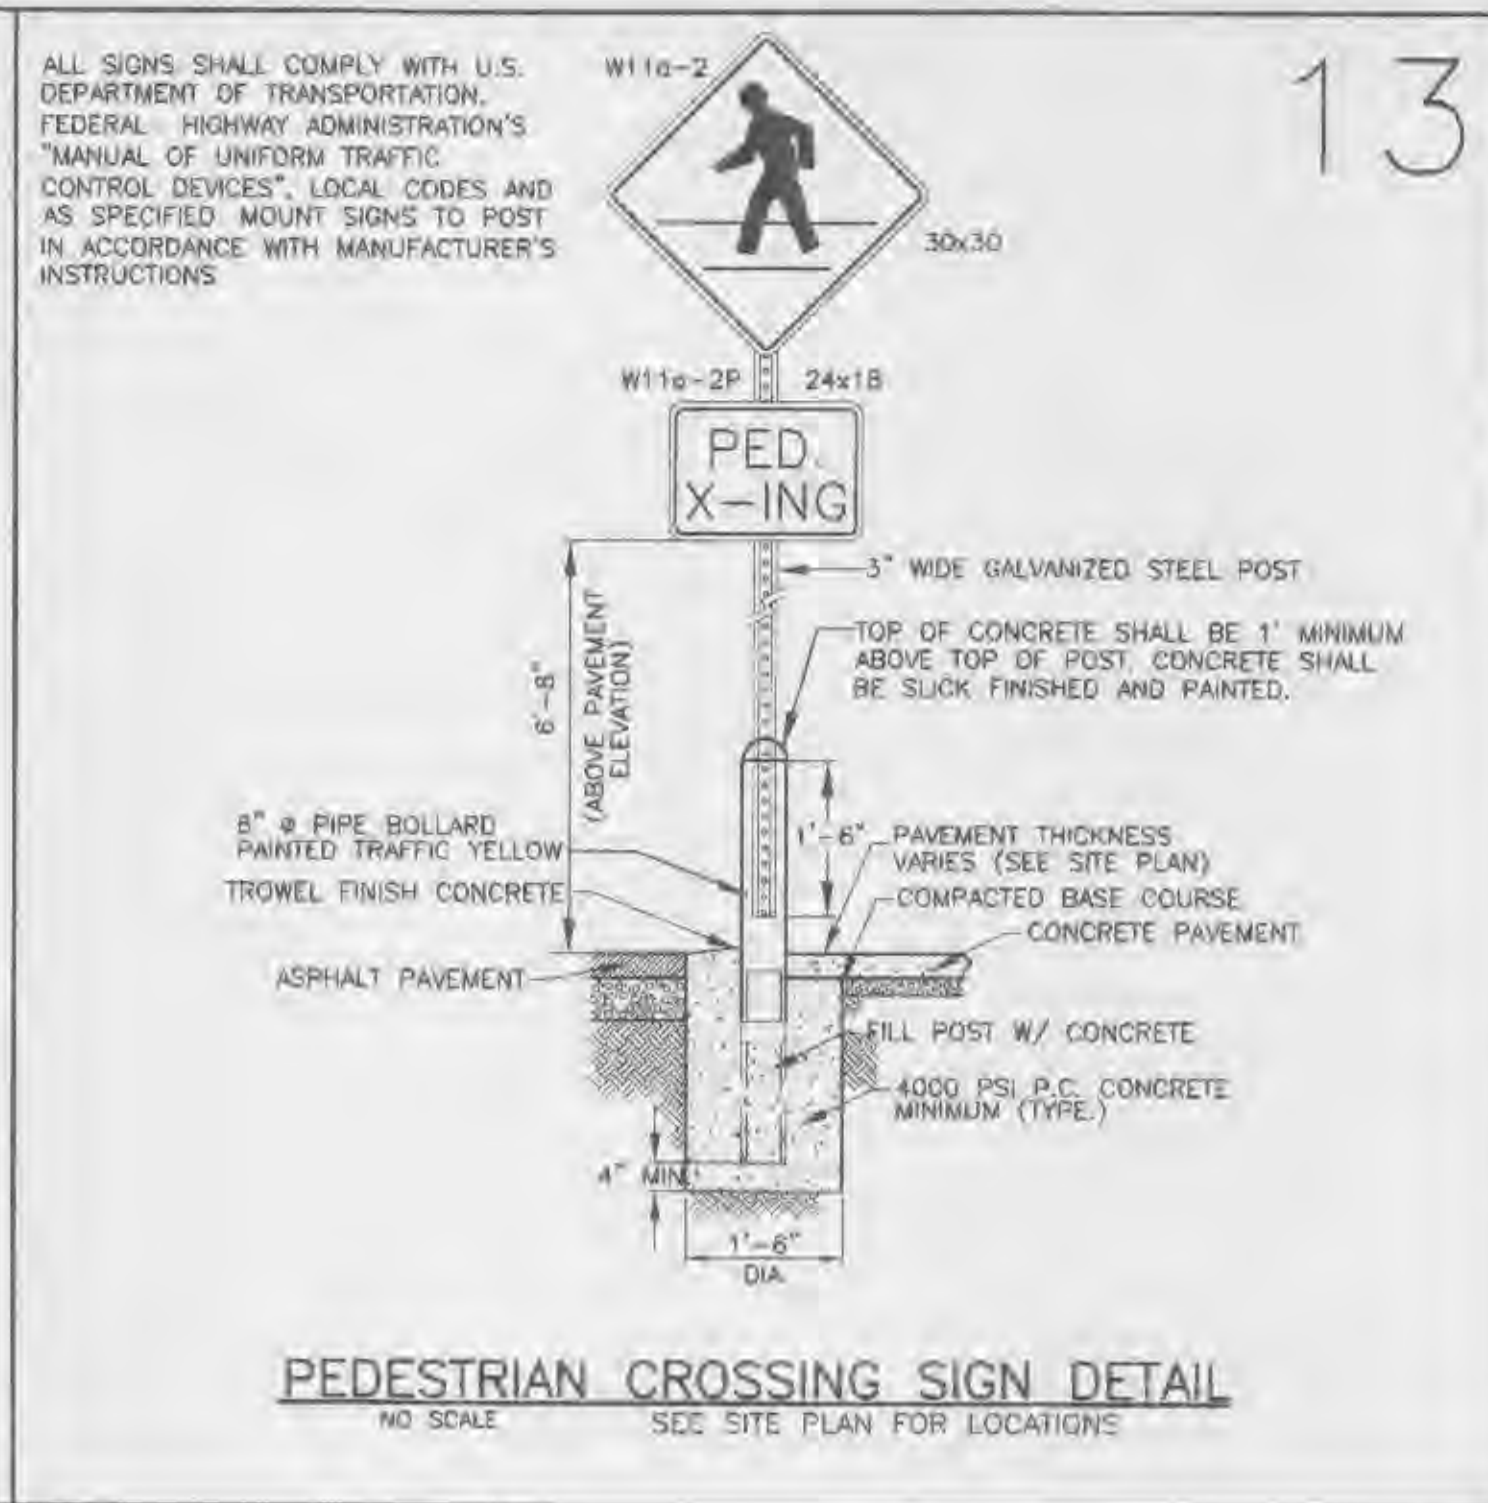 ALL SIGNS SHALL COMPLY WITH U.S.
DEPARTMENT OF TRANSPORTATION.
FEDERAL HIGHWAY ADMINISTRATION'S
"MANUAL OF UNIFORM TRAFFIC
CONTROL DEVICES", LOCAL CODES AND
AS SPECIFIED MOUNT SIGNS TO POST
IN ACCORDANCE WITH MANUFACTURER'S
INSTRUCTIONS
W11a-2
13
30x30
W11a-2P
24x18
PED.
X-ING
3" WIDE GALVANIZED STEEL POST
TOP OF CONCRETE SHALL BE 1' MINIMUM
ABOVE TOP OF POST. CONCRETE SHALL
BE SLICK FINISHED AND PAINTED.
6'-8"
(ABOVE PAVEMENT
ELEVATION)
8" ø PIPE BOLLARD
PAINTED TRAFFIC YELLOW
TROWEL FINISH CONCRETE
1'-6"
PAVEMENT THICKNESS
VARIES (SEE SITE PLAN)
COMPACTED BASE COURSE
CONCRETE PAVEMENT
ASPHALT PAVEMENT
FILL POST W/ CONCRETE
4000 PSI P.C. CONCRETE
MINIMUM (TYPE.)
4" MIN.
1'-6"
DIA.
PEDESTRIAN CROSSING SIGN DETAIL
NO SCALE
SEE SITE PLAN FOR LOCATIONS